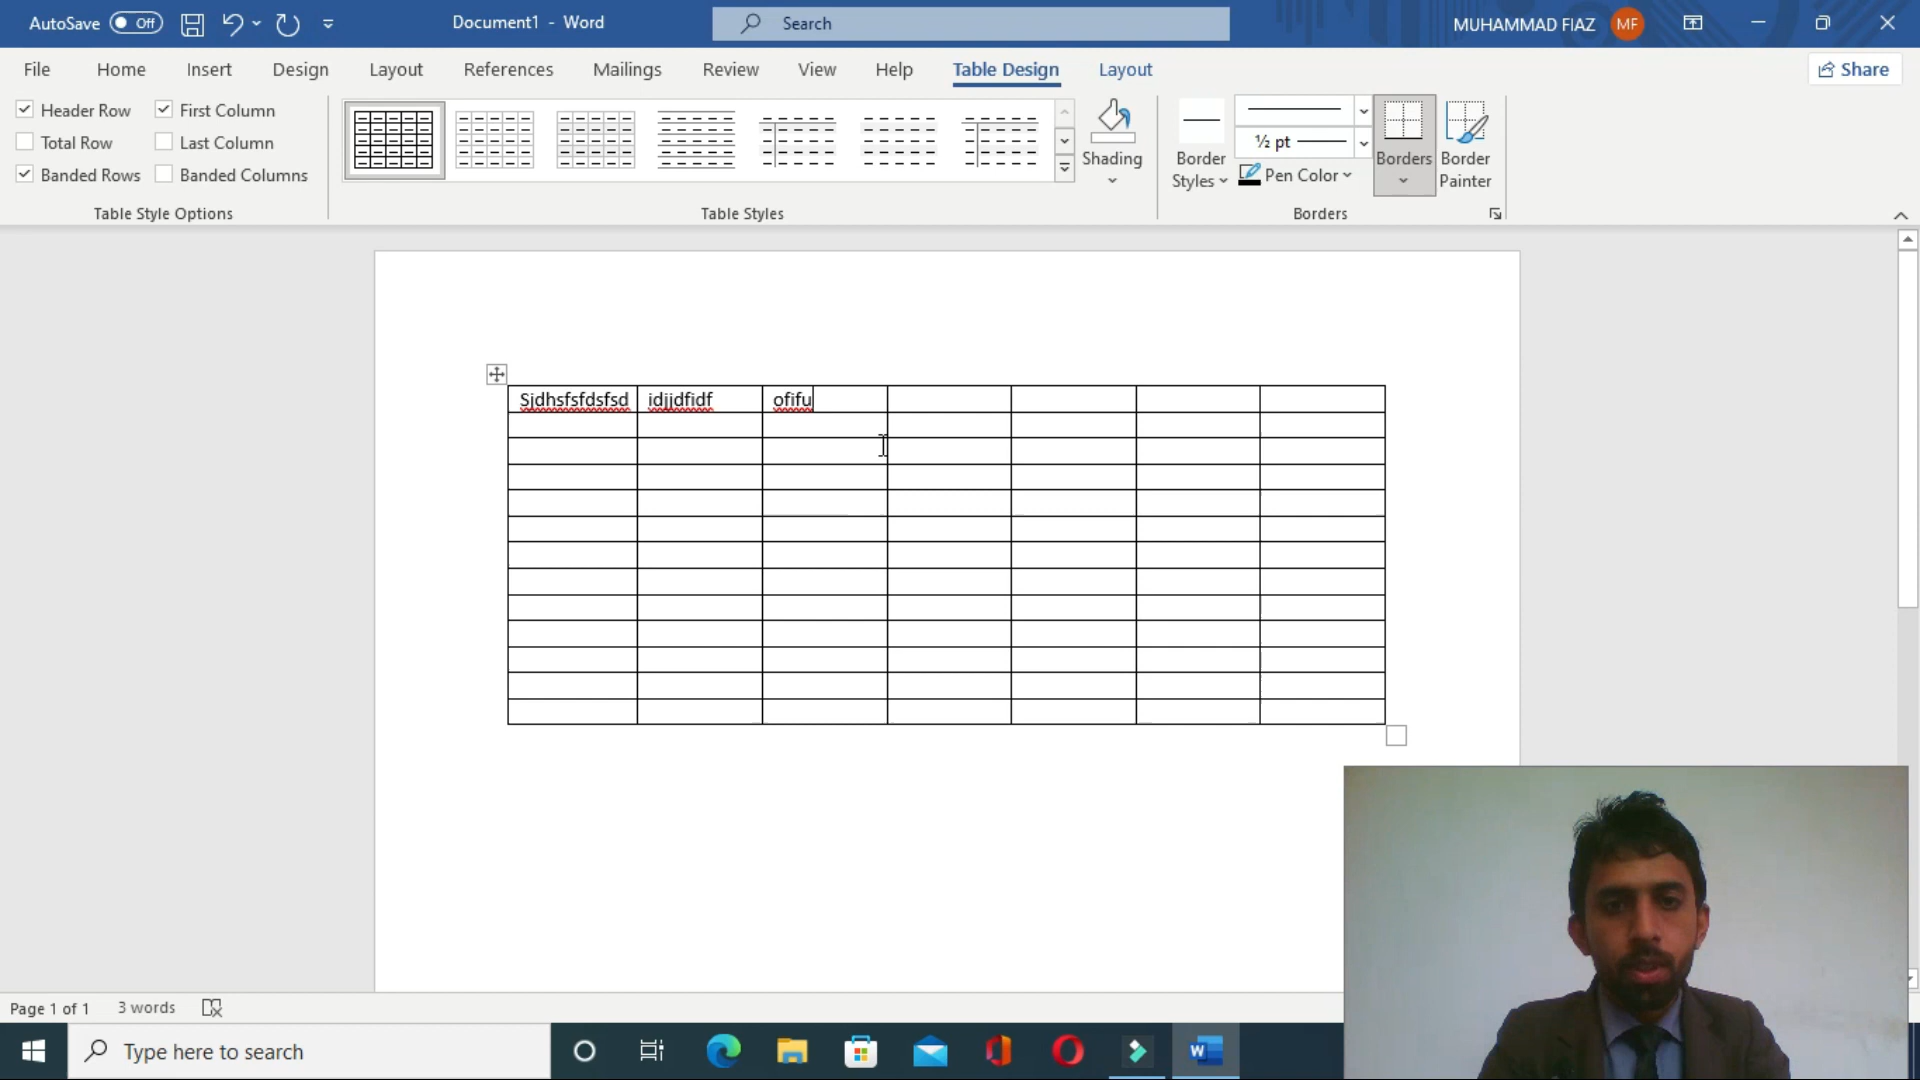 AutoSave Off Document1 - Word Search MUHAMMAD FIAZ MF
File Home Insert Design Layout References Mailings Review View Help Table Design Layout Share
Header Row First Column
Total Row Last Column
Banded Rows Banded Columns
Table Style Options
Table Styles
Shading
Border Styles
½ pt
Pen Color
Borders
Border Painter
Borders
Sjdhsfsfdsfsd idjjdfidf ofifu
Page 1 of 1 3 words
Type here to search
W